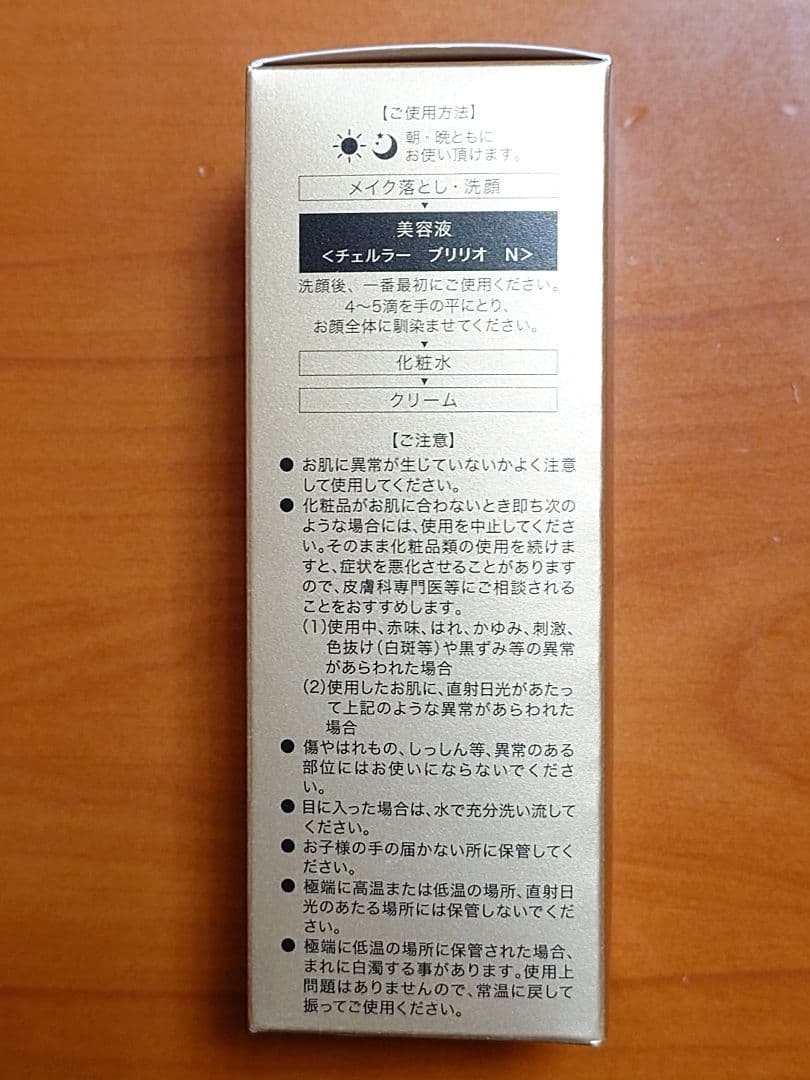 【ご使用方法】
朝・晩ともに
お使い頂けます。
メイク落とし・洗顔
▼
美容液
＜チェルラー　ブリリオ　N＞
洗顔後、一番最初にご使用ください。
4～5滴を手の平にとり、
お顔全体に馴染ませてください。
▼
化粧水
▼
クリーム
【ご注意】
● お肌に異常が生じていないかよく注意
して使用してください。
● 化粧品がお肌に合わないとき即ち次の
ような場合には、使用を中止してくださ
い。そのまま化粧品類の使用を続けま
すと、症状を悪化させることがあります
ので、皮膚科専門医等にご相談される
ことをおすすめします。
(1)使用中、赤味、はれ、かゆみ、刺激、
色抜け(白斑等)や黒ずみ等の異常
があらわれた場合
(2)使用したお肌に、直射日光があたっ
て上記のような異常があらわれた
場合
● 傷やはれもの、しっしん等、異常のある
部位にはお使いにならないでくださ
い。
● 目に入った場合は、水で充分洗い流して
ください。
● お子様の手の届かない所に保管してく
ださい。
● 極端に高温または低温の場所、直射日
光のあたる場所には保管しないでくだ
さい。
● 極端に低温の場所に保管された場合、
まれに白濁する事があります。使用上
問題はありませんので、常温に戻して
振ってご使用ください。